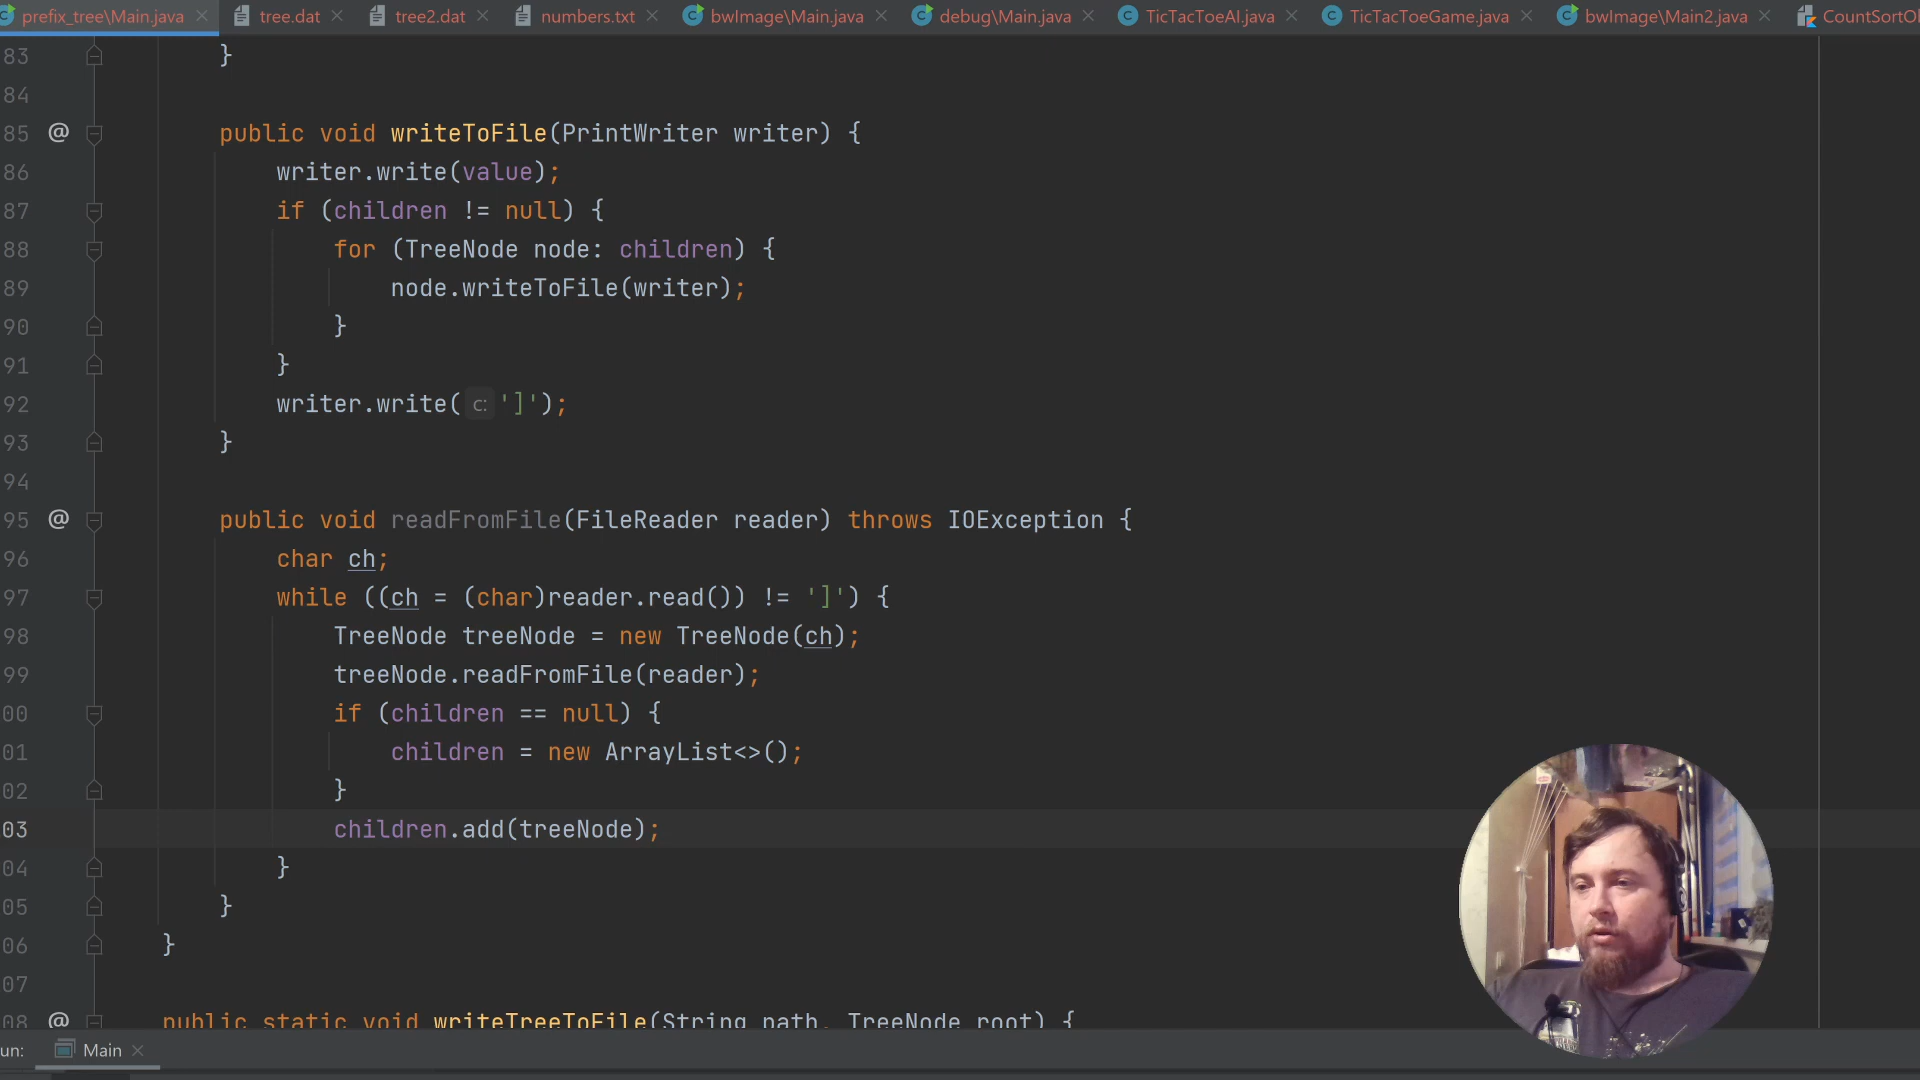 prefix_tree\Main.java tree.dat tree2.dat numbers.txt bwImage\Main.java debug\Main.java TicTacToeAI.java TicTacToeGame.java bwImage\Main2.java CountSortOl
83 }
84
85 @ public void writeToFile(PrintWriter writer) {
86 writer.write(value);
87 if (children != null) {
88 for (TreeNode node: children) {
89 node.writeToFile(writer);
90 }
91 }
92 writer.write( c: ']');
93 }
94
95 @ public void readFromFile(FileReader reader) throws IOException {
96 char ch;
97 while ((ch = (char)reader.read()) != ']') {
98 TreeNode treeNode = new TreeNode(ch);
99 treeNode.readFromFile(reader);
00 if (children == null) {
01 children = new ArrayList<>();
02 }
03 children.add(treeNode);
04 }
05 }
06 }
07
08 @ public static void writeTreeToFile(String path, TreeNode root) {
un: Main